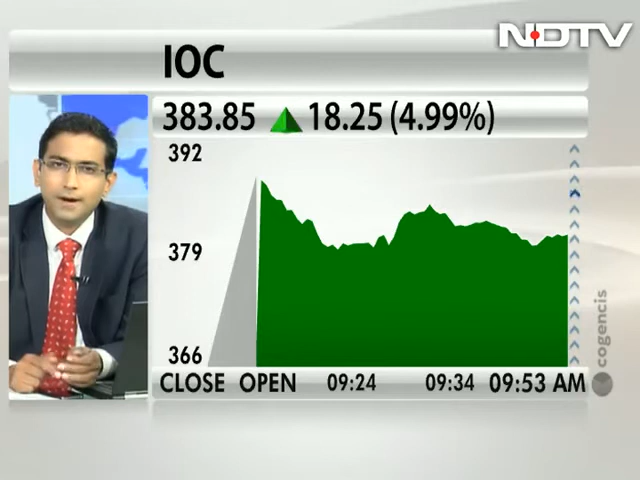 NDTV
IOC
383.85 18.25 (4.99%)
392
379
366
CLOSE OPEN 09:24 09:34 09:53 AM
cogencis